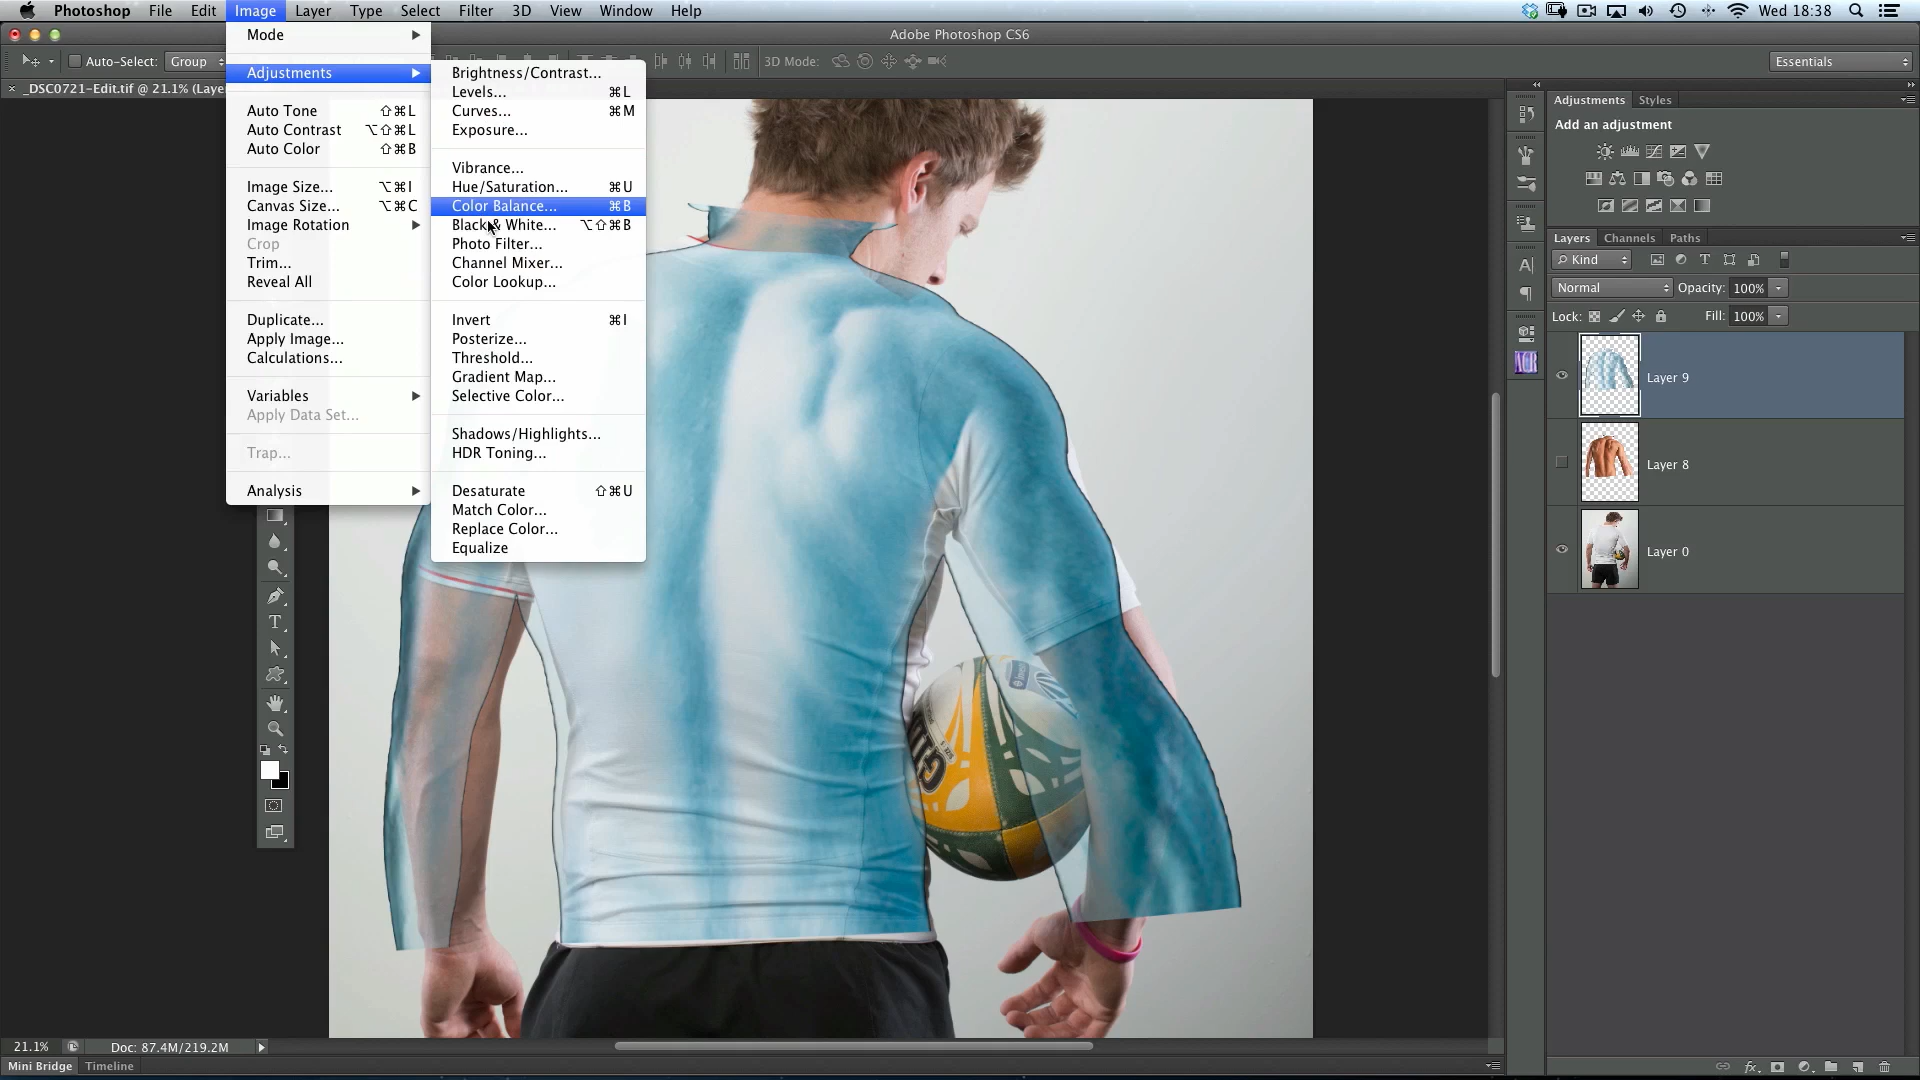 Photoshop File Edit Image Layer Type Select Filter 3D View Window Help Wed 18:38
Adobe Photoshop CS6
Auto-Select: Group 3D Mode: Essentials
× _DSC0721-Edit.tif @ 21.1% (Laye
Mode
Adjustments
Auto Tone ⇧⌘L
Auto Contrast ⌥⇧⌘L
Auto Color ⇧⌘B
Image Size... ⌥⌘I
Canvas Size... ⌥⌘C
Image Rotation
Crop
Trim...
Reveal All
Duplicate...
Apply Image...
Calculations...
Variables
Apply Data Set...
Trap...
Analysis
Brightness/Contrast...
Levels... ⌘L
Curves... ⌘M
Exposure...
Vibrance...
Hue/Saturation... ⌘U
Color Balance... ⌘B
Black & White... ⌥⇧⌘B
Photo Filter...
Channel Mixer...
Color Lookup...
Invert ⌘I
Posterize...
Threshold...
Gradient Map...
Selective Color...
Shadows/Highlights...
HDR Toning...
Desaturate ⇧⌘U
Match Color...
Replace Color...
Equalize
Adjustments Styles
Add an adjustment
Layers Channels Paths
Kind
Normal Opacity: 100%
Lock: Fill: 100%
Layer 9
Layer 8
Layer 0
21.1% Doc: 87.4M/219.2M
Mini Bridge Timeline